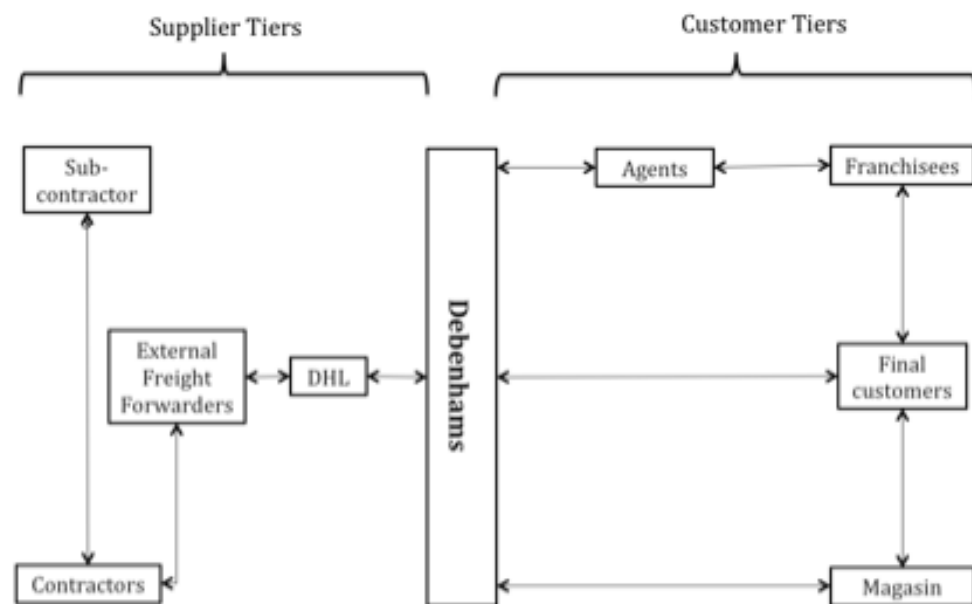 Supplier Tiers
Customer Tiers
Sub-
contractor
Agents
Franchisees
Debenhams
External
Freight
Forwarders
DHL
Final
customers
Contractors
Magasin